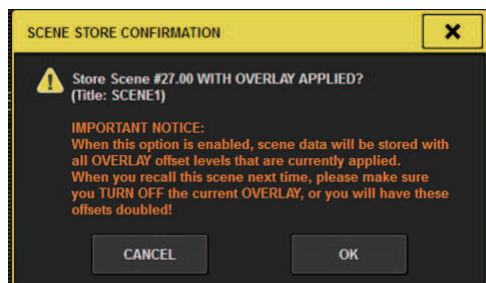 SCENE STORE CONFIRMATION
Store Scene #27.00 WITH OVERLAY APPLIED?
(Title: SCENE1)
IMPORTANT NOTICE:
When this option is enabled, scene data will be stored with
all OVERLAY offset levels that are currently applied.
When you recall this scene next time, please make sure
you TURN OFF the current OVERLAY, or you will have these
offsets doubled!
CANCEL
OK